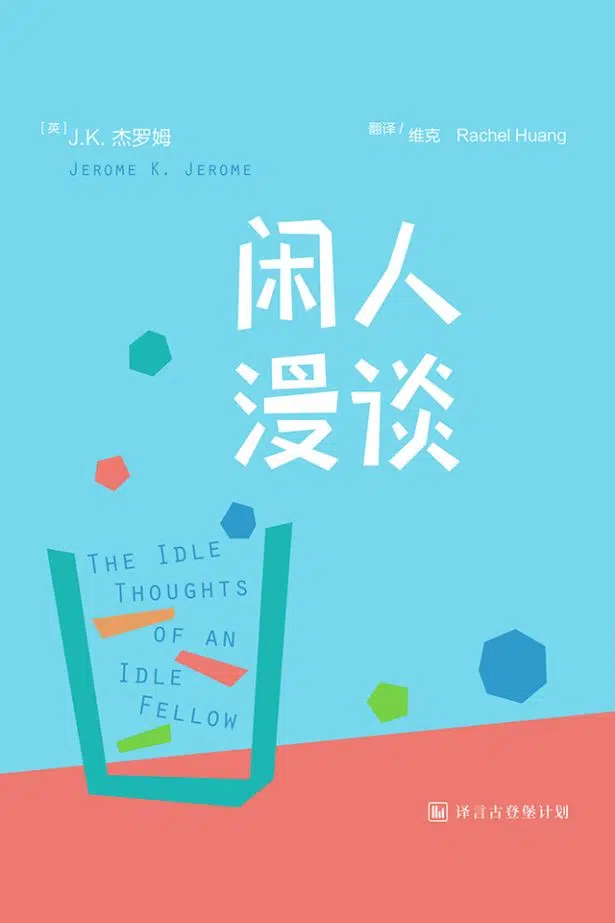 [英] J.K. 杰罗姆
JEROME K. JEROME
翻译 / 维克 Rachel Huang
闲人
漫谈
THE IDLE
THOUGHTS
OF AN
IDLE
FELLOW
译言古登堡计划